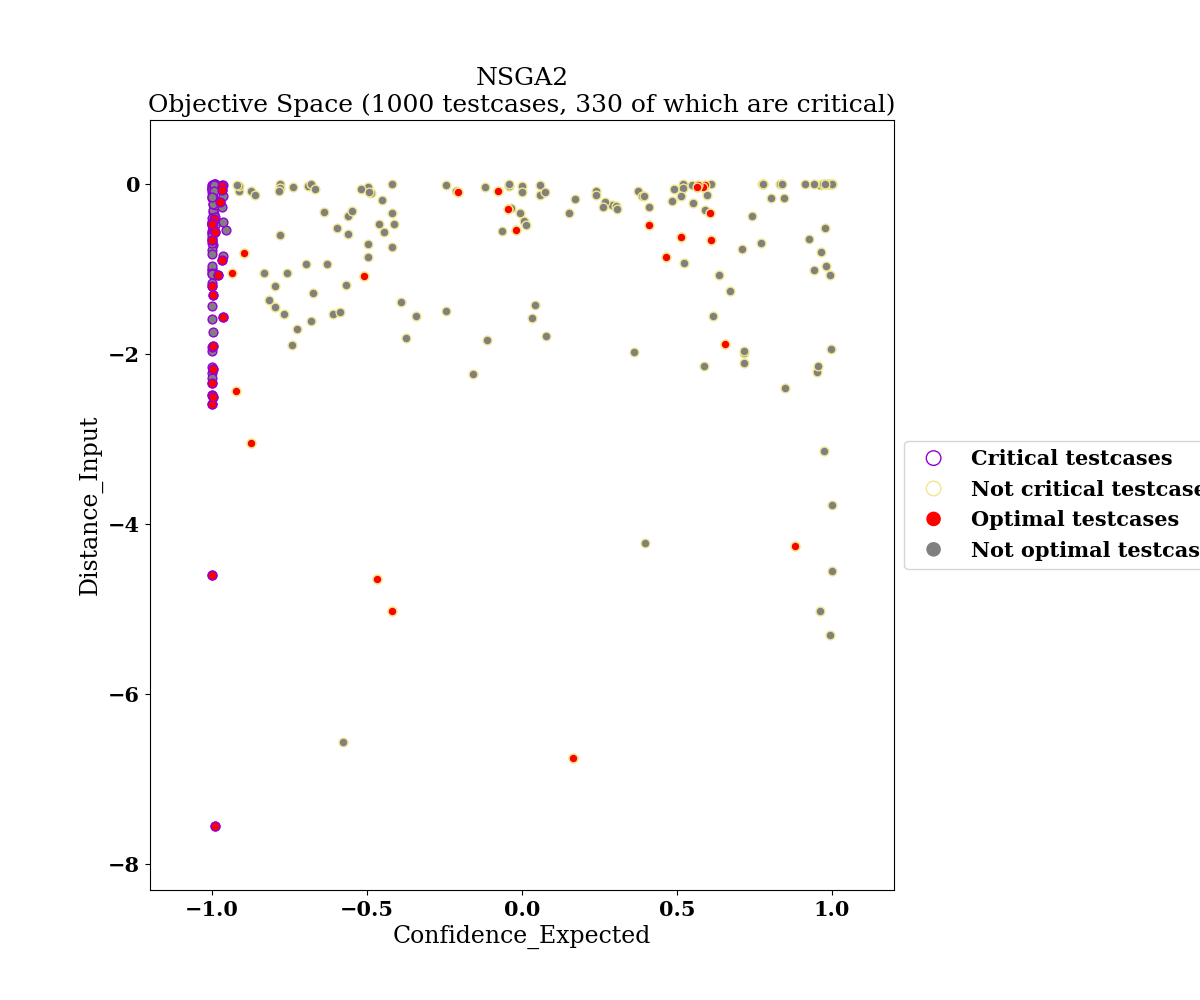 NSGA2
Objective Space (1000 testcases, 330 of which are critical)
0
−2
−4
−6
−8
Distance_Input
−1.0 −0.5 0.0 0.5 1.0
Confidence_Expected
Critical testcases
Not critical testcase
Optimal testcases
Not optimal testcas